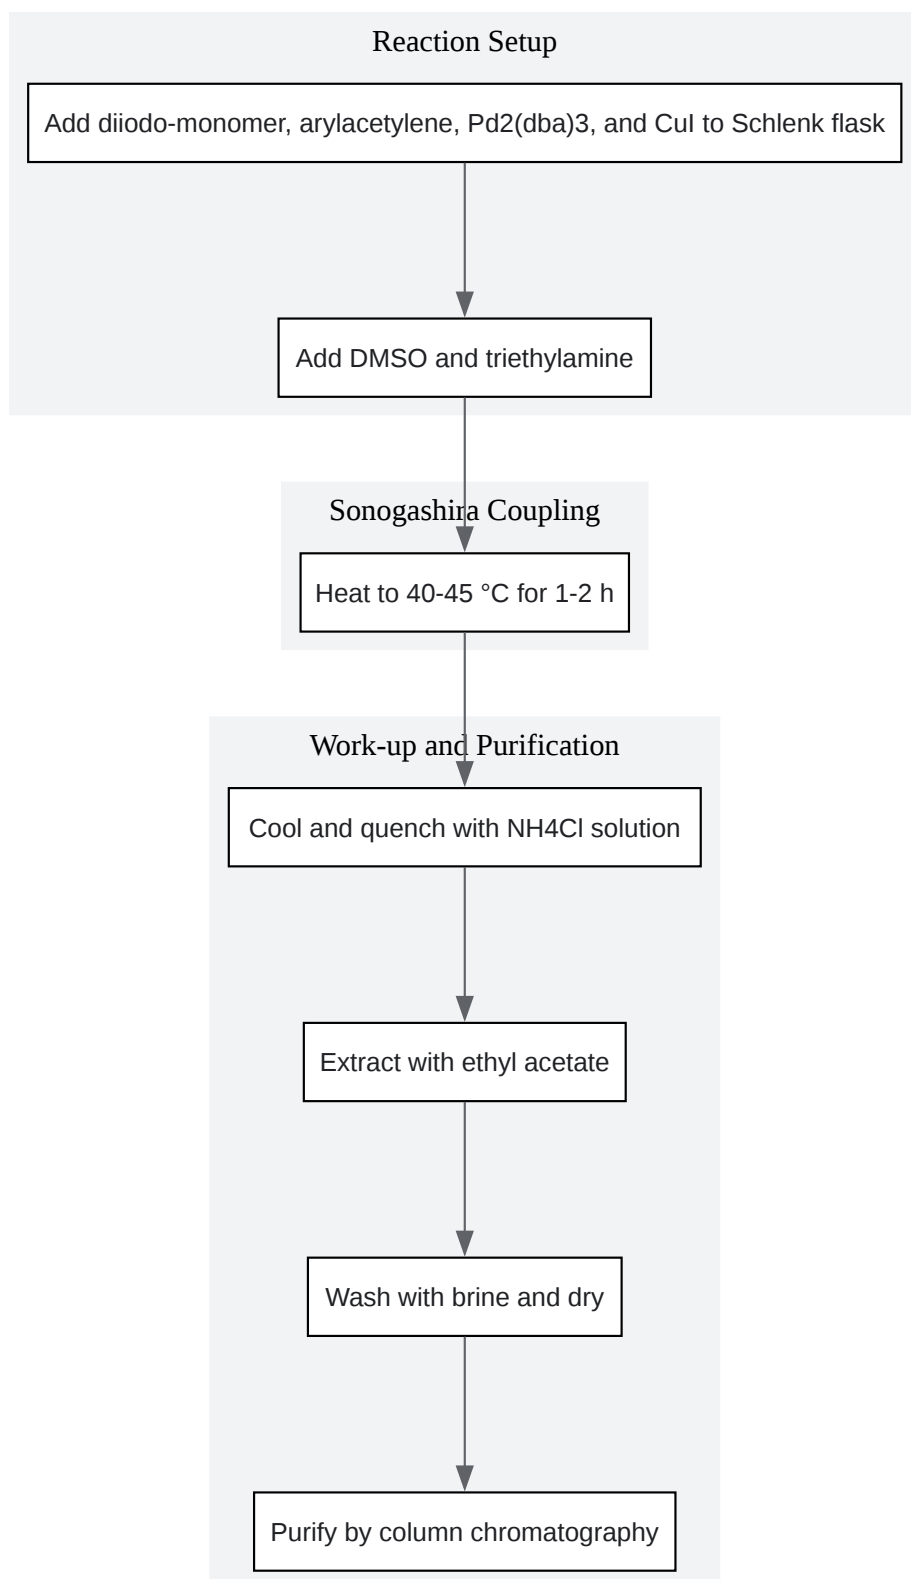 Reaction Setup
Add diiodo-monomer, arylacetylene, Pd2(dba)3, and CuI to Schlenk flask
Add DMSO and triethylamine
Sonogashira Coupling
Heat to 40-45 °C for 1-2 h
Work-up and Purification
Cool and quench with NH4Cl solution
Extract with ethyl acetate
Wash with brine and dry
Purify by column chromatography